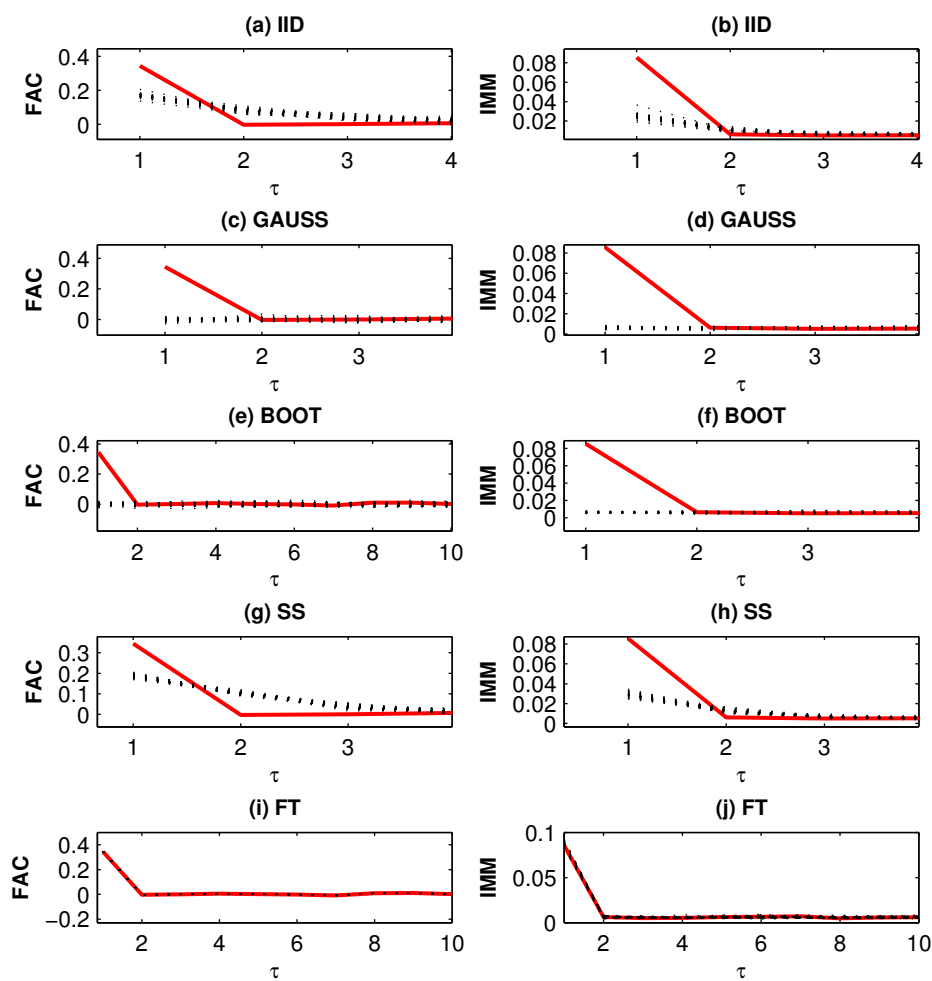 (a) IID
FAC
0.4
0.2
0
1 2 3 4
τ
(b) IID
IMM
0.08
0.06
0.04
0.02
1 2 3 4
τ
(c) GAUSS
FAC
0.4
0.2
0
1 2 3
τ
(d) GAUSS
IMM
0.08
0.06
0.04
0.02
0
1 2 3
τ
(e) BOOT
FAC
0.4
0.2
0
2 4 6 8 10
τ
(f) BOOT
IMM
0.08
0.06
0.04
0.02
0
1 2 3
τ
(g) SS
FAC
0.3
0.2
0.1
0
1 2 3
τ
(h) SS
IMM
0.08
0.06
0.04
0.02
0
1 2 3
τ
(i) FT
FAC
0.4
0.2
0
−0.2
2 4 6 8 10
τ
(j) FT
IMM
0.1
0.05
0
2 4 6 8 10
τ